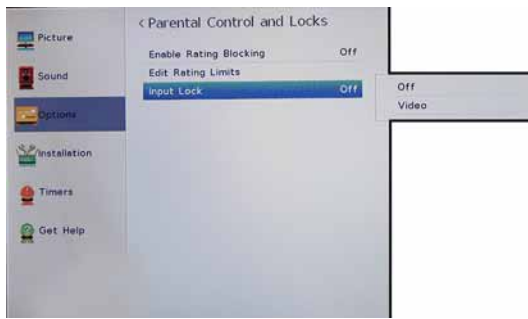 < Parental Control and Locks
Picture
Enable Rating Blocking Off
Edit Rating Limits
Sound
Input Lock Off
Off
Video
Options
Installation
Timers
Get Help